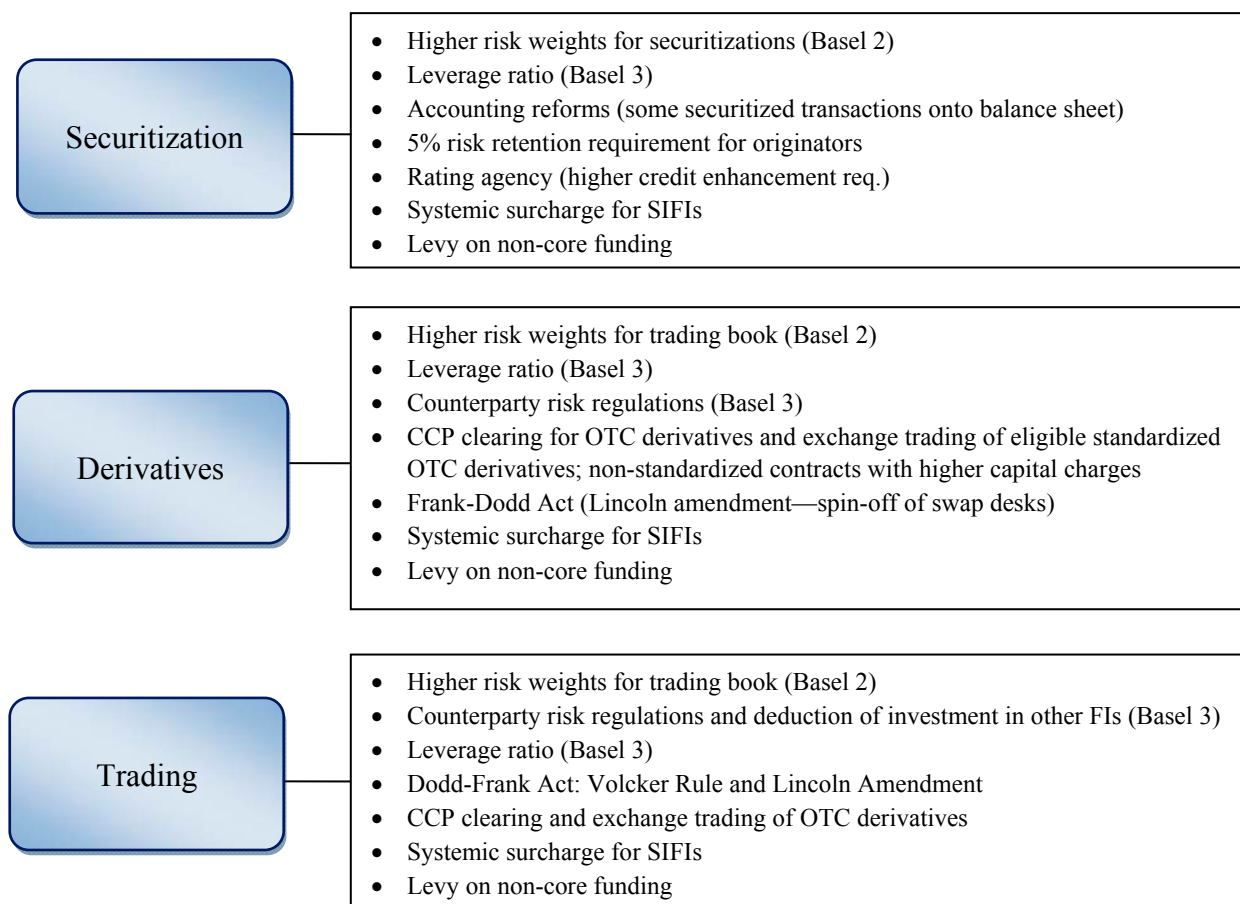 Securitization
• Higher risk weights for securitizations (Basel 2)
• Leverage ratio (Basel 3)
• Accounting reforms (some securitized transactions onto balance sheet)
• 5% risk retention requirement for originators
• Rating agency (higher credit enhancement req.)
• Systemic surcharge for SIFIs
• Levy on non-core funding
Derivatives
• Higher risk weights for trading book (Basel 2)
• Leverage ratio (Basel 3)
• Counterparty risk regulations (Basel 3)
• CCP clearing for OTC derivatives and exchange trading of eligible standardized
OTC derivatives; non-standardized contracts with higher capital charges
• Frank-Dodd Act (Lincoln amendment—spin-off of swap desks)
• Systemic surcharge for SIFIs
• Levy on non-core funding
Trading
• Higher risk weights for trading book (Basel 2)
• Counterparty risk regulations and deduction of investment in other FIs (Basel 3)
• Leverage ratio (Basel 3)
• Dodd-Frank Act: Volcker Rule and Lincoln Amendment
• CCP clearing and exchange trading of OTC derivatives
• Systemic surcharge for SIFIs
• Levy on non-core funding